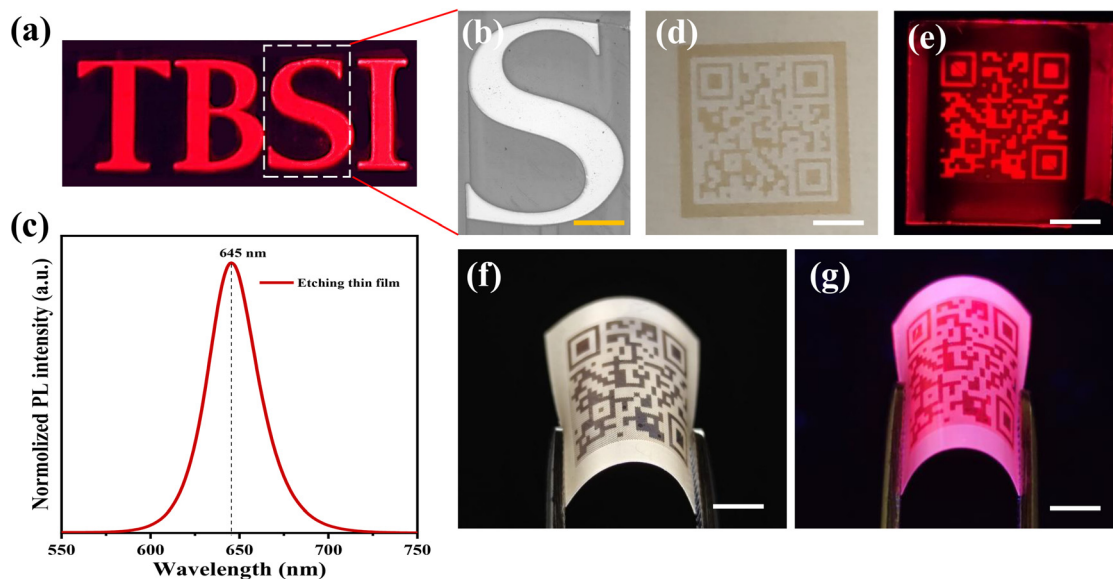 (a)
TBSI
(b)
S
(c)
Normolized PL intensity (a.u.)
645 nm
Etching thin film
550
600
650
700
750
Wavelength (nm)
(d)
(e)
(f)
(g)